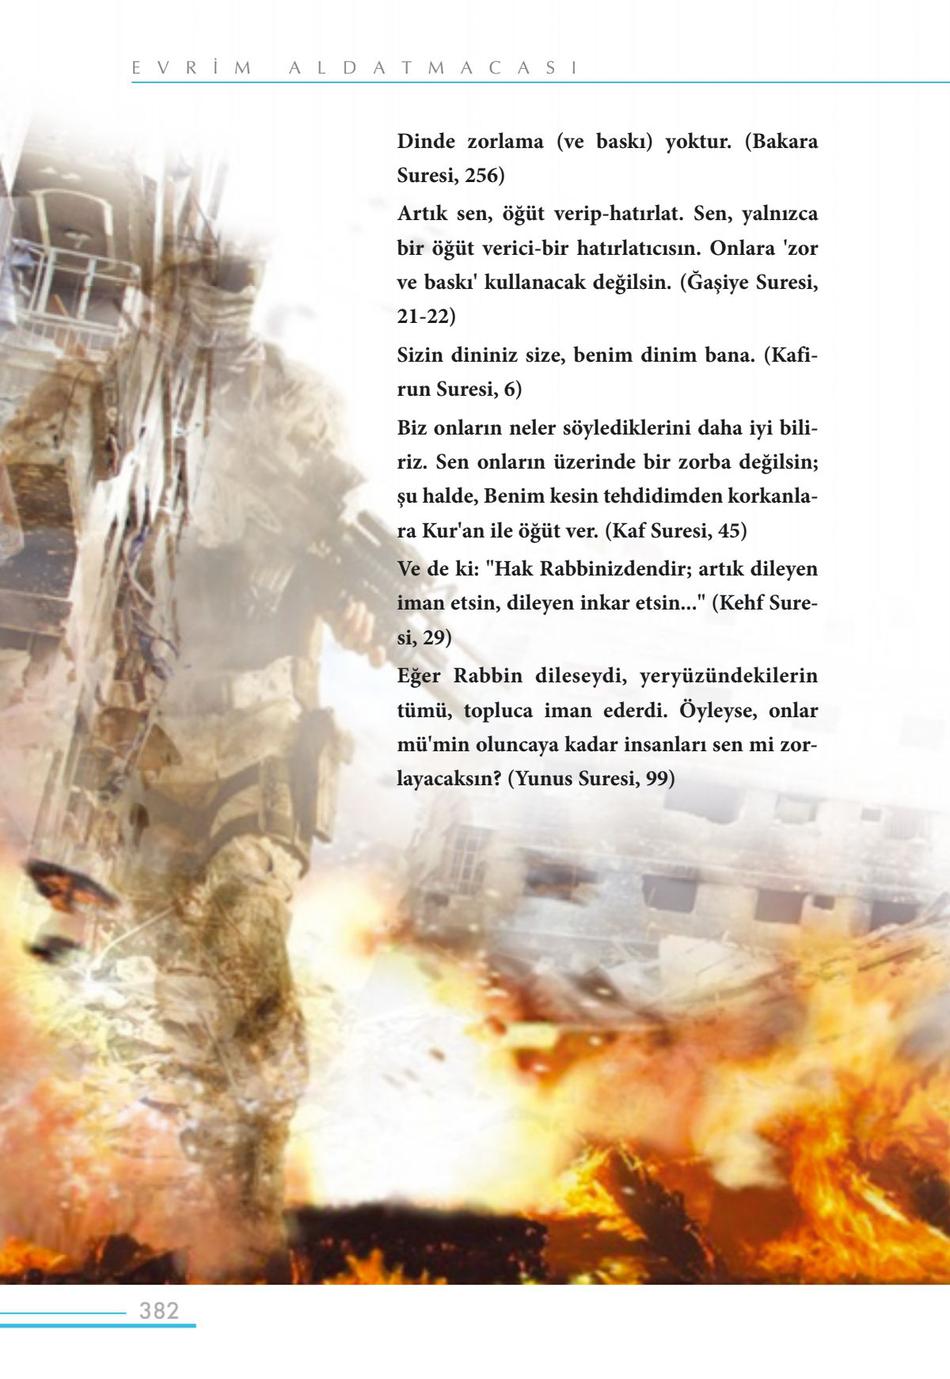 EVRİM ALDATMACASI
Dinde zorlama (ve baskı) yoktur. (Bakara
Suresi, 256)
Artık sen, öğüt verip-hatırlat. Sen, yalnızca
bir öğüt verici-bir hatırlatıcısın. Onlara 'zor
ve baskı' kullanacak değilsin. (Ğaşiye Suresi,
21-22)
Sizin dininiz size, benim dinim bana. (Kafi-
run Suresi, 6)
Biz onların neler söylediklerini daha iyi bili-
riz. Sen onların üzerinde bir zorba değilsin;
şu halde, Benim kesin tehdidimden korkanla-
ra Kur'an ile öğüt ver. (Kaf Suresi, 45)
Ve de ki: "Hak Rabbinizdendir; artık dileyen
iman etsin, dileyen inkar etsin..." (Kehf Sure-
si, 29)
Eğer Rabbin dileseydi, yeryüzündekilerin
tümü, topluca iman ederdi. Öyleyse, onlar
mü'min oluncaya kadar insanları sen mi zor-
layacaksın? (Yunus Suresi, 99)
382